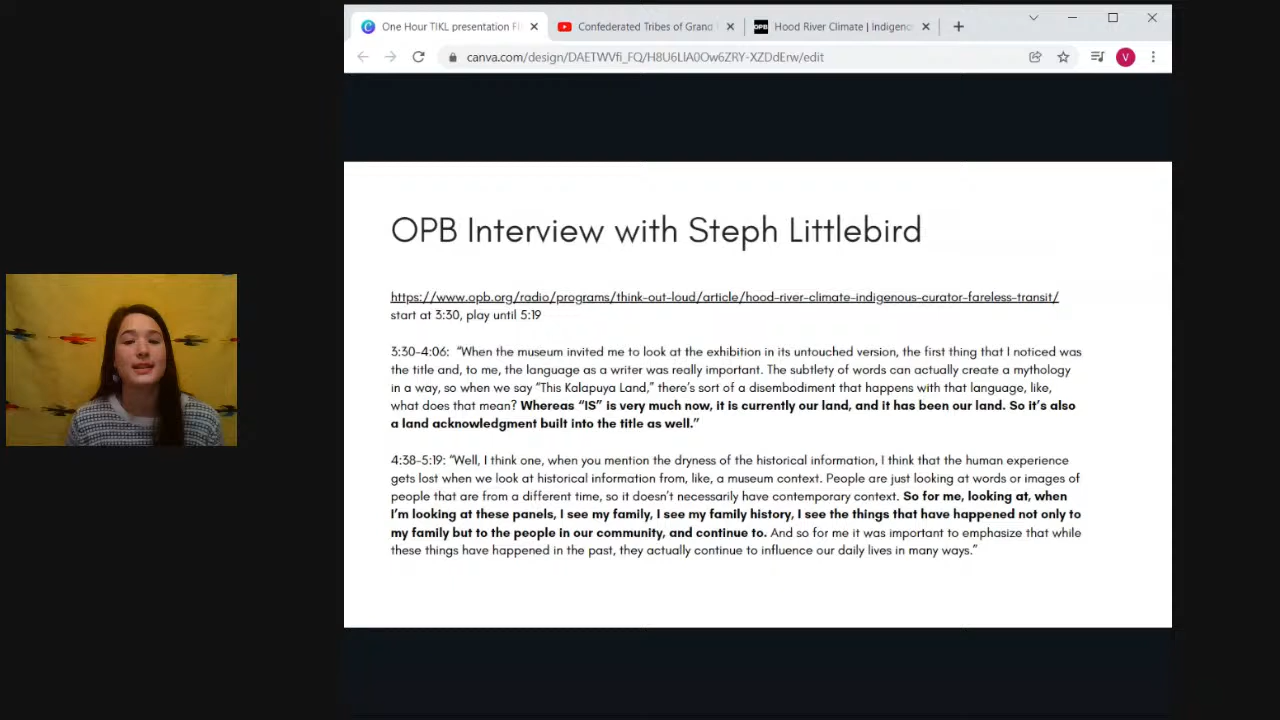 One Hour TIKL presentation FI
Confederated Tribes of Grand
Hood River Climate | Indigeno
canva.com/design/DAETWVfi_FQ/H8U6LlA0Ow6ZRY-XZDdErw/edit
V
OPB Interview with Steph Littlebird
https://www.opb.org/radio/programs/think-out-loud/article/hood-river-climate-indigenous-curator-fareless-transit/
start at 3:30, play until 5:19
3:30-4:06: “When the museum invited me to look at the exhibition in its untouched version, the first thing that I noticed was
the title and, to me, the language as a writer was really important. The subtlety of words can actually create a mythology
in a way, so when we say “This Kalapuya Land,” there’s sort of a disembodiment that happens with that language, like,
what does that mean? Whereas “IS” is very much now, it is currently our land, and it has been our land. So it’s also
a land acknowledgment built into the title as well.”
4:38-5:19: “Well, I think one, when you mention the dryness of the historical information, I think that the human experience
gets lost when we look at historical information from, like, a museum context. People are just looking at words or images of
people that are from a different time, so it doesn’t necessarily have contemporary context. So for me, looking at, when
I’m looking at these panels, I see my family, I see my family history, I see the things that have happened not only to
my family but to the people in our community, and continue to. And so for me it was important to emphasize that while
these things have happened in the past, they actually continue to influence our daily lives in many ways.”